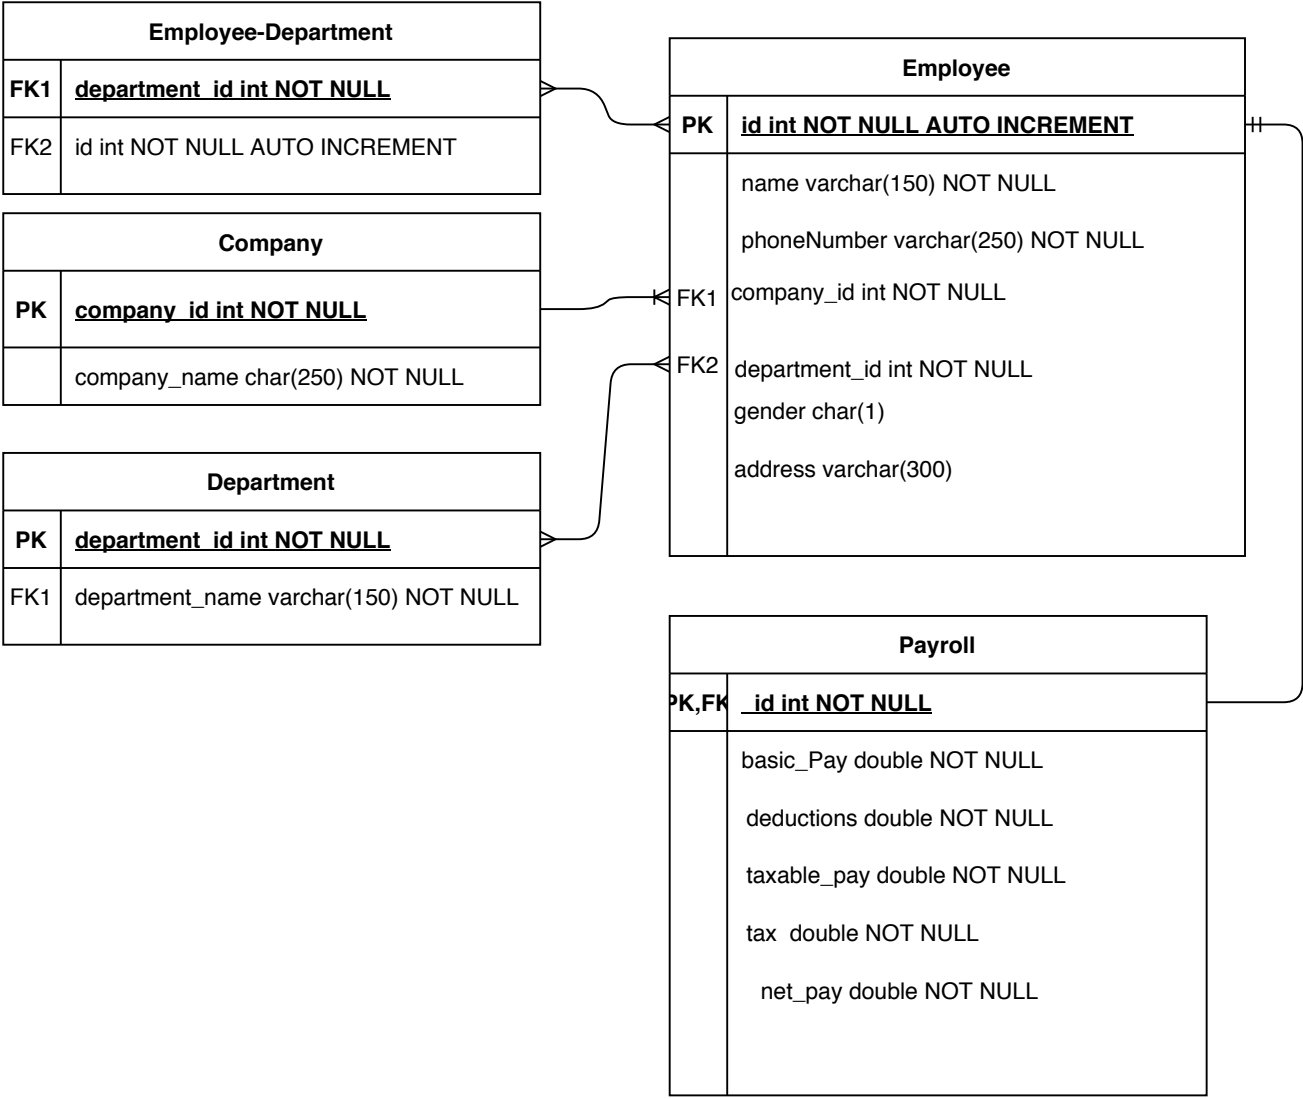 Employee-Department
FK1 department_id int NOT NULL
FK2 id int NOT NULL AUTO INCREMENT
Company
PK company_id int NOT NULL
company_name char(250) NOT NULL
Department
PK department_id int NOT NULL
FK1 department_name varchar(150) NOT NULL
Employee
PK id int NOT NULL AUTO INCREMENT
name varchar(150) NOT NULL
phoneNumber varchar(250) NOT NULL
FK1 company_id int NOT NULL
FK2 department_id int NOT NULL
gender char(1)
address varchar(300)
Payroll
PK,FK _id int NOT NULL
basic_Pay double NOT NULL
deductions double NOT NULL
taxable_pay double NOT NULL
tax  double NOT NULL
net_pay double NOT NULL